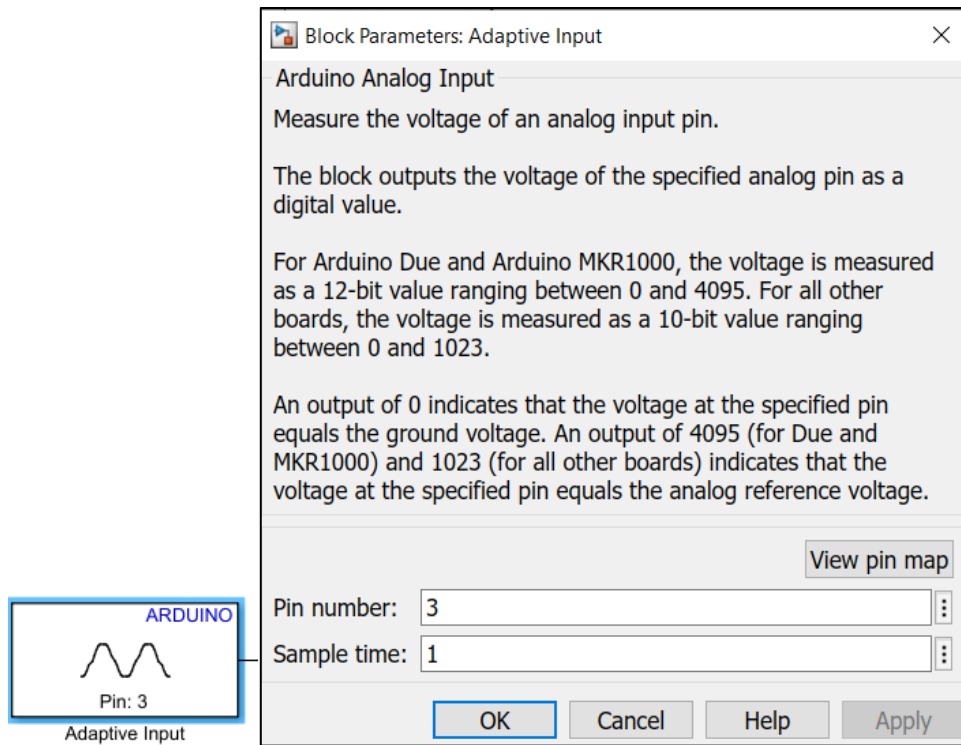 Block Parameters: Adaptive Input
Arduino Analog Input
Measure the voltage of an analog input pin.
The block outputs the voltage of the specified analog pin as a
digital value.
For Arduino Due and Arduino MKR1000, the voltage is measured
as a 12-bit value ranging between 0 and 4095. For all other
boards, the voltage is measured as a 10-bit value ranging
between 0 and 1023.
An output of 0 indicates that the voltage at the specified pin
equals the ground voltage. An output of 4095 (for Due and
MKR1000) and 1023 (for all other boards) indicates that the
voltage at the specified pin equals the analog reference voltage.
View pin map
Pin number: 3
Sample time: 1
OK Cancel Help Apply
ARDUINO
Pin: 3
Adaptive Input